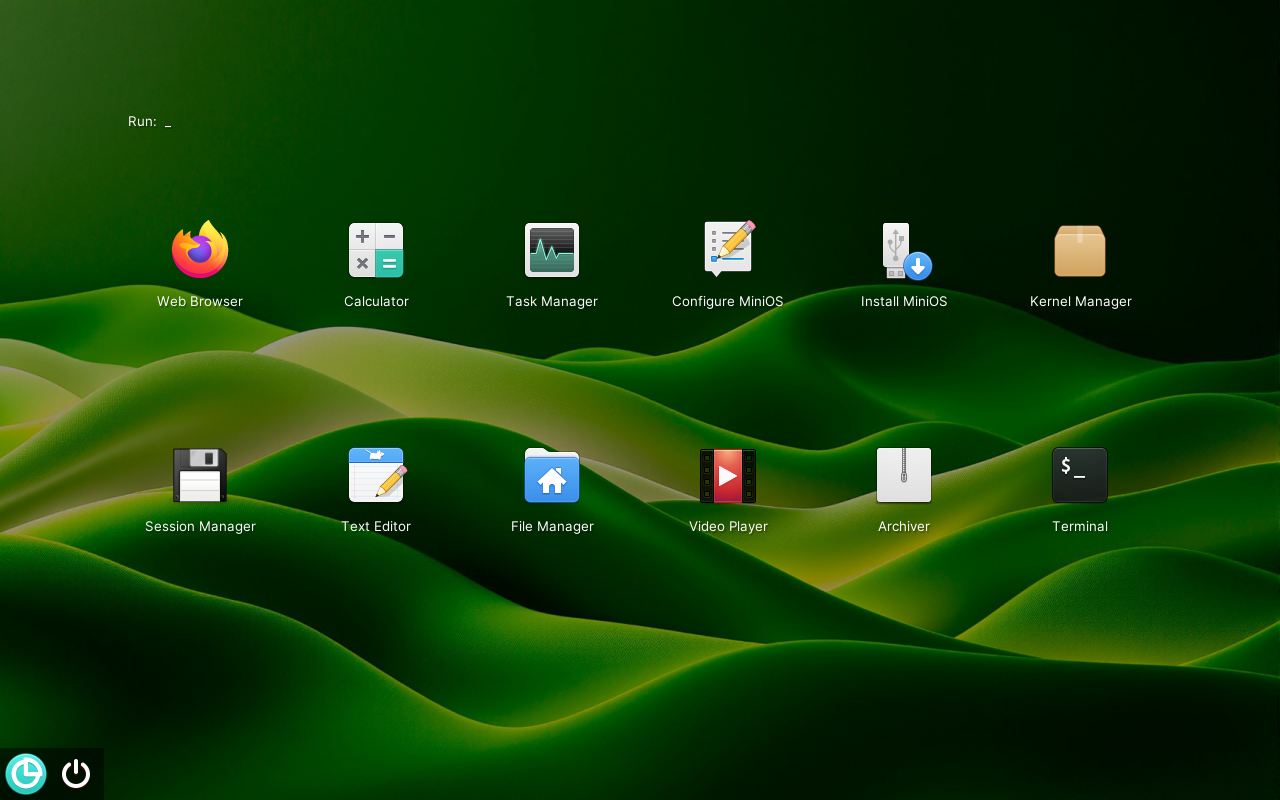 Run: _
Web Browser
Calculator
Task Manager
Configure MiniOS
Install MiniOS
Kernel Manager
$_
Session Manager
Text Editor
File Manager
Video Player
Archiver
Terminal